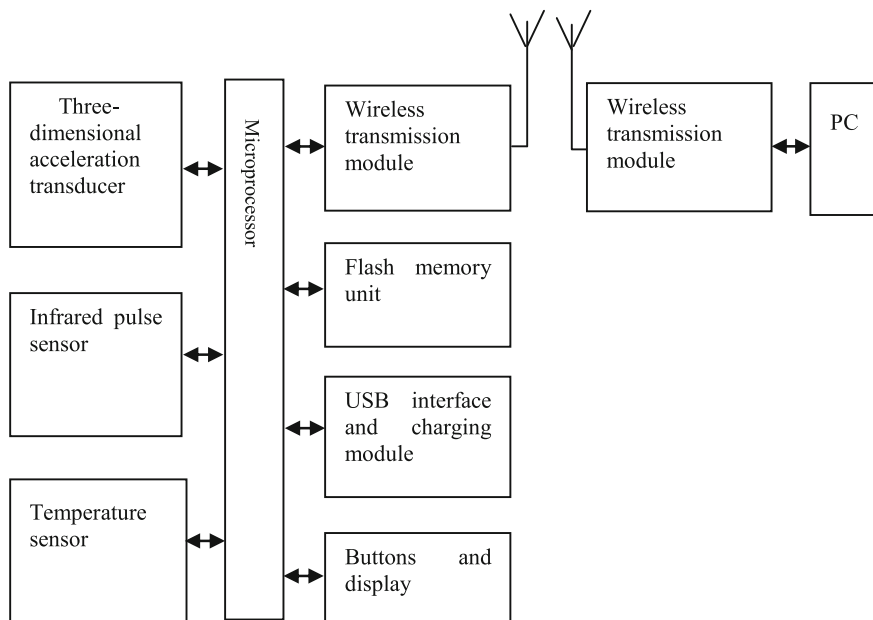 Three-
dimensional
acceleration
transducer
Infrared pulse
sensor
Temperature
sensor
Microprocessor
Wireless
transmission
module
Flash memory
unit
USB interface
and charging
module
Buttons and
display
Wireless
transmission
module
PC